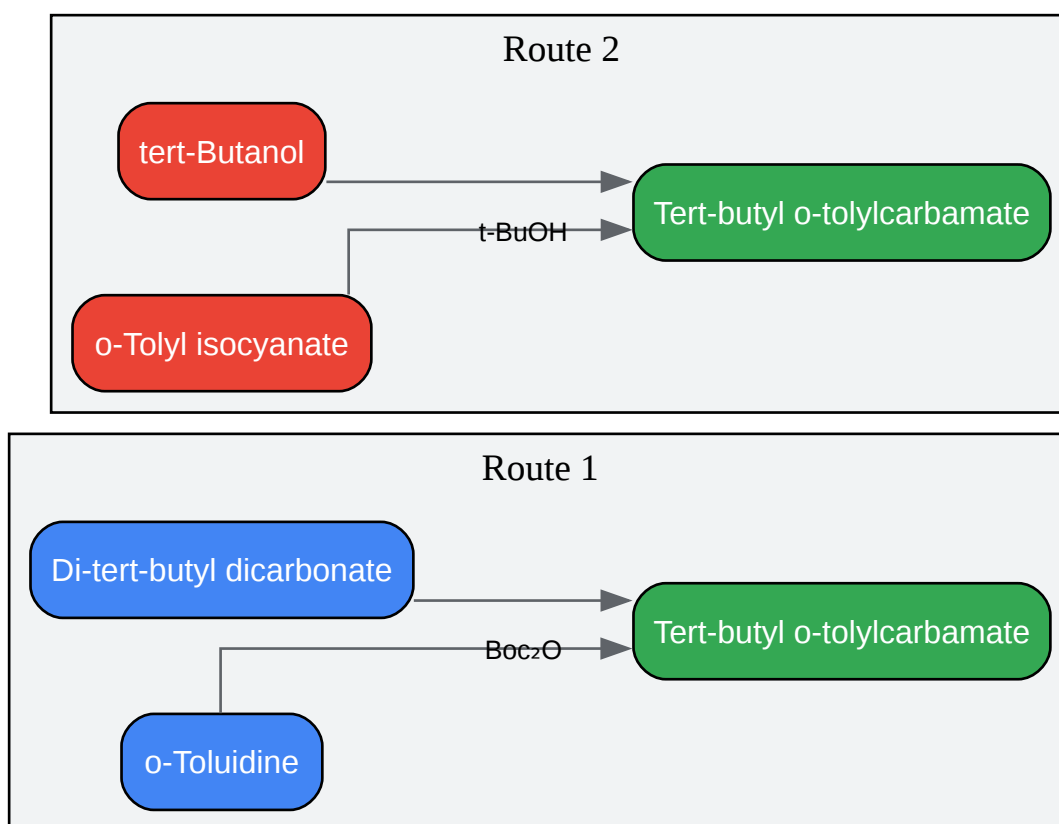 Route 2
tert-Butanol
Tert-butyl o-tolylcarbamate
t-BuOH
o-Tolyl isocyanate
Route 1
Di-tert-butyl dicarbonate
Tert-butyl o-tolylcarbamate
Boc₂O
o-Toluidine